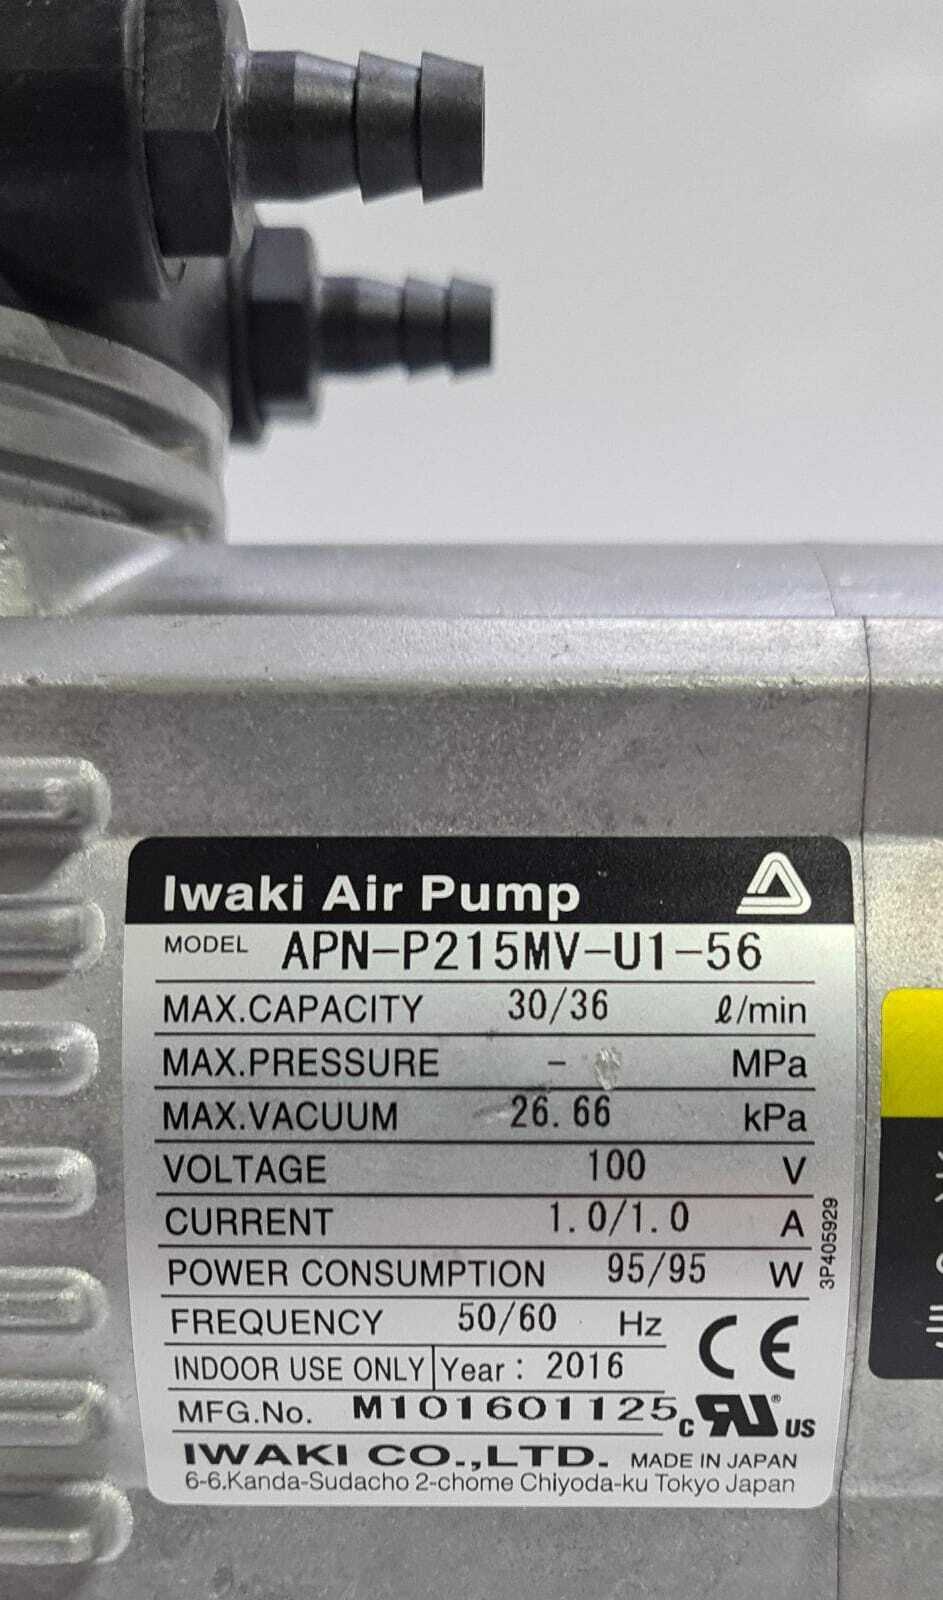 Iwaki Air Pump
MODEL APN-P215MV-U1-56
MAX.CAPACITY 30/36 ℓ/min
MAX.PRESSURE - MPa
MAX.VACUUM 26.66 kPa
VOLTAGE 100 V
CURRENT 1.0/1.0 A
POWER CONSUMPTION 95/95 W
FREQUENCY 50/60 Hz
INDOOR USE ONLY Year : 2016
MFG.No. M101601125
CE
c RU® US
IWAKI CO.,LTD. MADE IN JAPAN
6-6.Kanda-Sudacho 2-chome Chiyoda-ku Tokyo Japan
3P405929